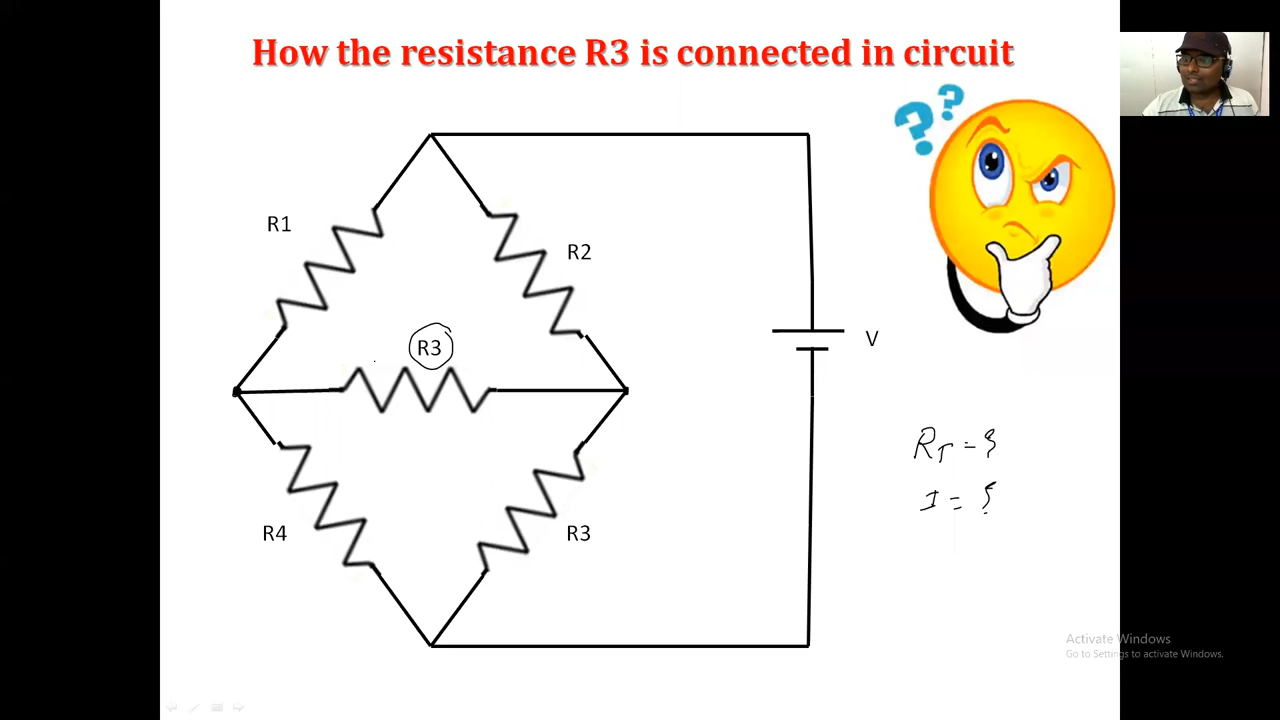 How the resistance R3 is connected in circuit
??
R1
R2
R3
V
R_T = ?
I = ?
R4
R3
Activate Windows
Go to Settings to activate Windows.